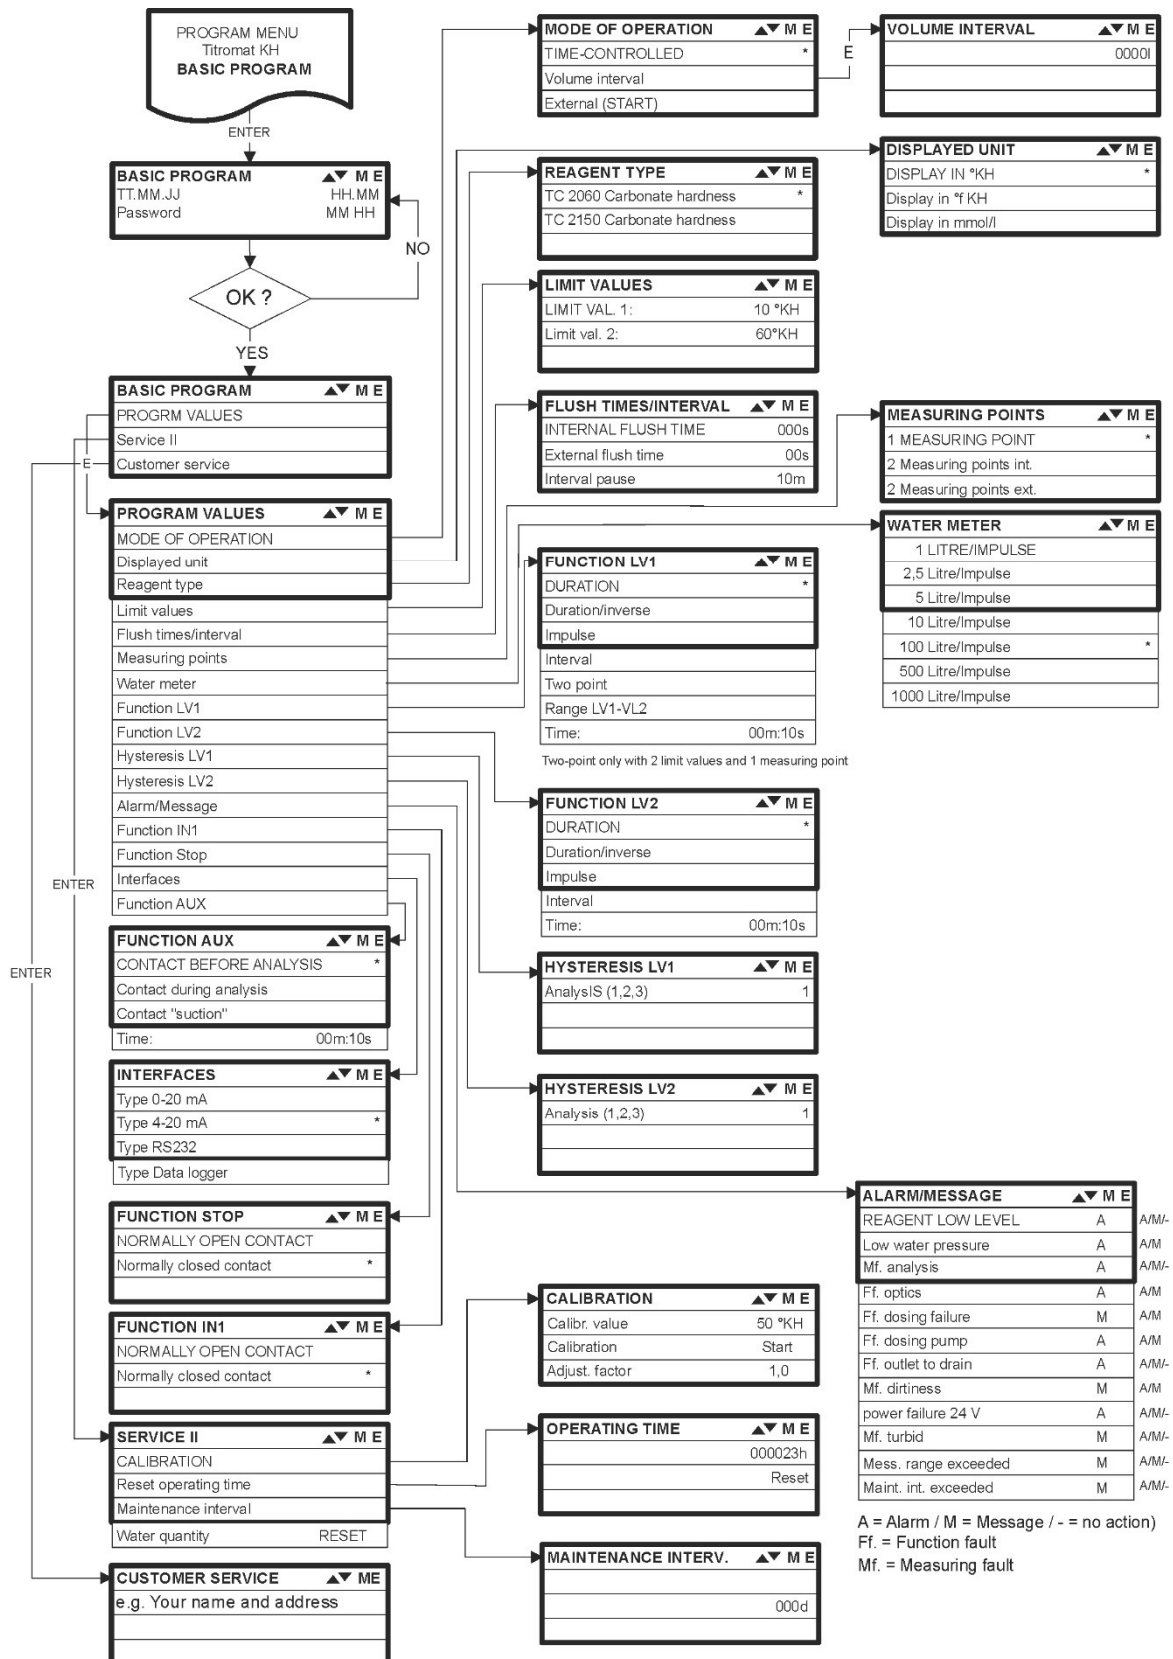 PROGRAM MENU
Titromat KH
BASIC PROGRAM
ENTER
BASIC PROGRAM ▲▼ M E
TT.MM.JJ HH.MM
Password MM HH
NO
OK ?
YES
BASIC PROGRAM ▲▼ M E
PROGRM VALUES
Service II
Customer service
E
PROGRAM VALUES ▲▼ M E
MODE OF OPERATION
Displayed unit
Reagent type
Limit values
Flush times/interval
Measuring points
Water meter
Function LV1
Function LV2
Hysteresis LV1
Hysteresis LV2
Alarm/Message
Function IN1
Function Stop
Interfaces
Function AUX
ENTER
ENTER
FUNCTION AUX ▲▼ M E
CONTACT BEFORE ANALYSIS *
Contact during analysis
Contact "suction"
Time: 00m:10s
INTERFACES ▲▼ M E
Type 0-20 mA
Type 4-20 mA *
Type RS232
Type Data logger
FUNCTION STOP ▲▼ M E
NORMALLY OPEN CONTACT
Normally closed contact *
FUNCTION IN1 ▲▼ M E
NORMALLY OPEN CONTACT
Normally closed contact *
SERVICE II ▲▼ M E
CALIBRATION
Reset operating time
Maintenance interval
Water quantity RESET
CUSTOMER SERVICE ▲▼ ME
e.g. Your name and address
MODE OF OPERATION ▲▼ M E
TIME-CONTROLLED *
Volume interval
External (START)
E
VOLUME INTERVAL ▲▼ M E
0000l
DISPLAYED UNIT ▲▼ M E
DISPLAY IN °KH *
Display in °f KH
Display in mmol/l
REAGENT TYPE ▲▼ M E
TC 2060 Carbonate hardness *
TC 2150 Carbonate hardness
LIMIT VALUES ▲▼ M E
LIMIT VAL. 1: 10 °KH
Limit val. 2: 60°KH
FLUSH TIMES/INTERVAL ▲▼ M E
INTERNAL FLUSH TIME 000s
External flush time 00s
Interval pause 10m
MEASURING POINTS ▲▼ M E
1 MEASURING POINT *
2 Measuring points int.
2 Measuring points ext.
WATER METER ▲▼ M E
1 LITRE/IMPULSE
2,5 Litre/Impulse
5 Litre/Impulse
10 Litre/Impulse
100 Litre/Impulse *
500 Litre/Impulse
1000 Litre/Impulse
FUNCTION LV1 ▲▼ M E
DURATION *
Duration/inverse
Impulse
Interval
Two point
Range LV1-VL2
Time: 00m:10s
Two-point only with 2 limit values and 1 measuring point
FUNCTION LV2 ▲▼ M E
DURATION *
Duration/inverse
Impulse
Interval
Time: 00m:10s
HYSTERESIS LV1 ▲▼ M E
AnalysIS (1,2,3) 1
HYSTERESIS LV2 ▲▼ M E
Analysis (1,2,3) 1
ALARM/MESSAGE ▲▼ M E
REAGENT LOW LEVEL A A/M/-
Low water pressure A A/M
Mf. analysis A A/M/-
Ff. optics A A/M
Ff. dosing failure M A/M
Ff. dosing pump A A/M
Ff. outlet to drain A A/M/-
Mf. dirtiness M A/M
power failure 24 V A A/M/-
Mf. turbid M A/M/-
Mess. range exceeded M A/M/-
Maint. int. exceeded M A/M/-
A = Alarm / M = Message / - = no action)
Ff. = Function fault
Mf. = Measuring fault
CALIBRATION ▲▼ M E
Calibr. value 50 °KH
Calibration Start
Adjust. factor 1,0
OPERATING TIME ▲▼ M E
000023h
Reset
MAINTENANCE INTERV. ▲▼ M E
000d